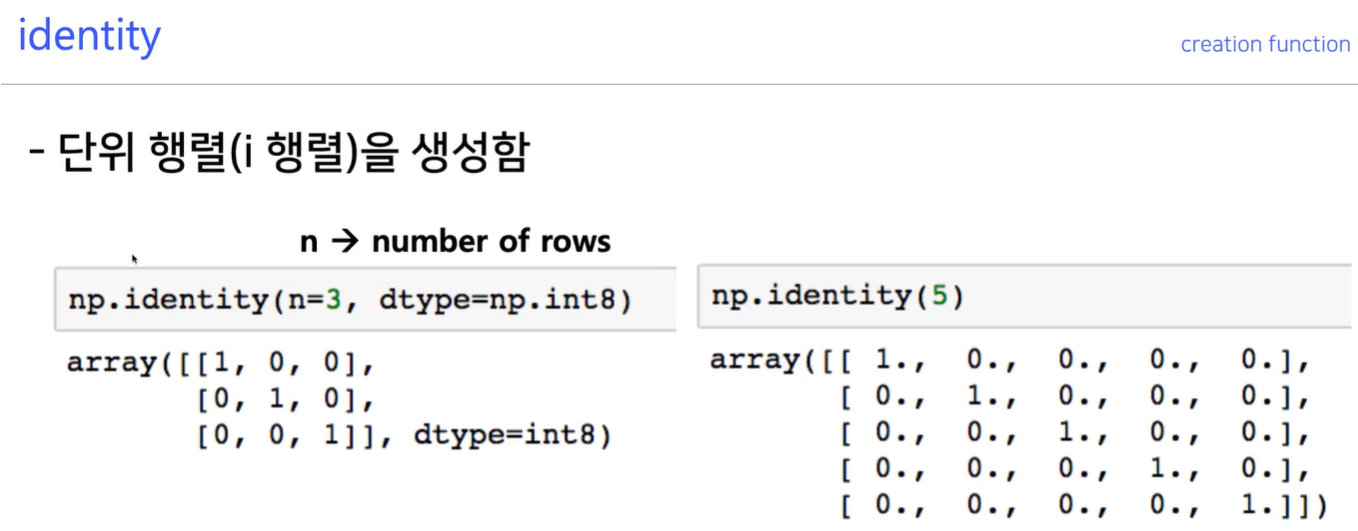 identity
creation function
- 단위 행렬(i 행렬)을 생성함
n → number of rows
np.identity(n=3, dtype=np.int8)
array([[1, 0, 0],
[0, 1, 0],
[0, 0, 1]], dtype=int8)
np.identity(5)
array([[ 1., 0., 0., 0., 0.],
[ 0., 1., 0., 0., 0.],
[ 0., 0., 1., 0., 0.],
[ 0., 0., 0., 1., 0.],
[ 0., 0., 0., 0., 1.]])